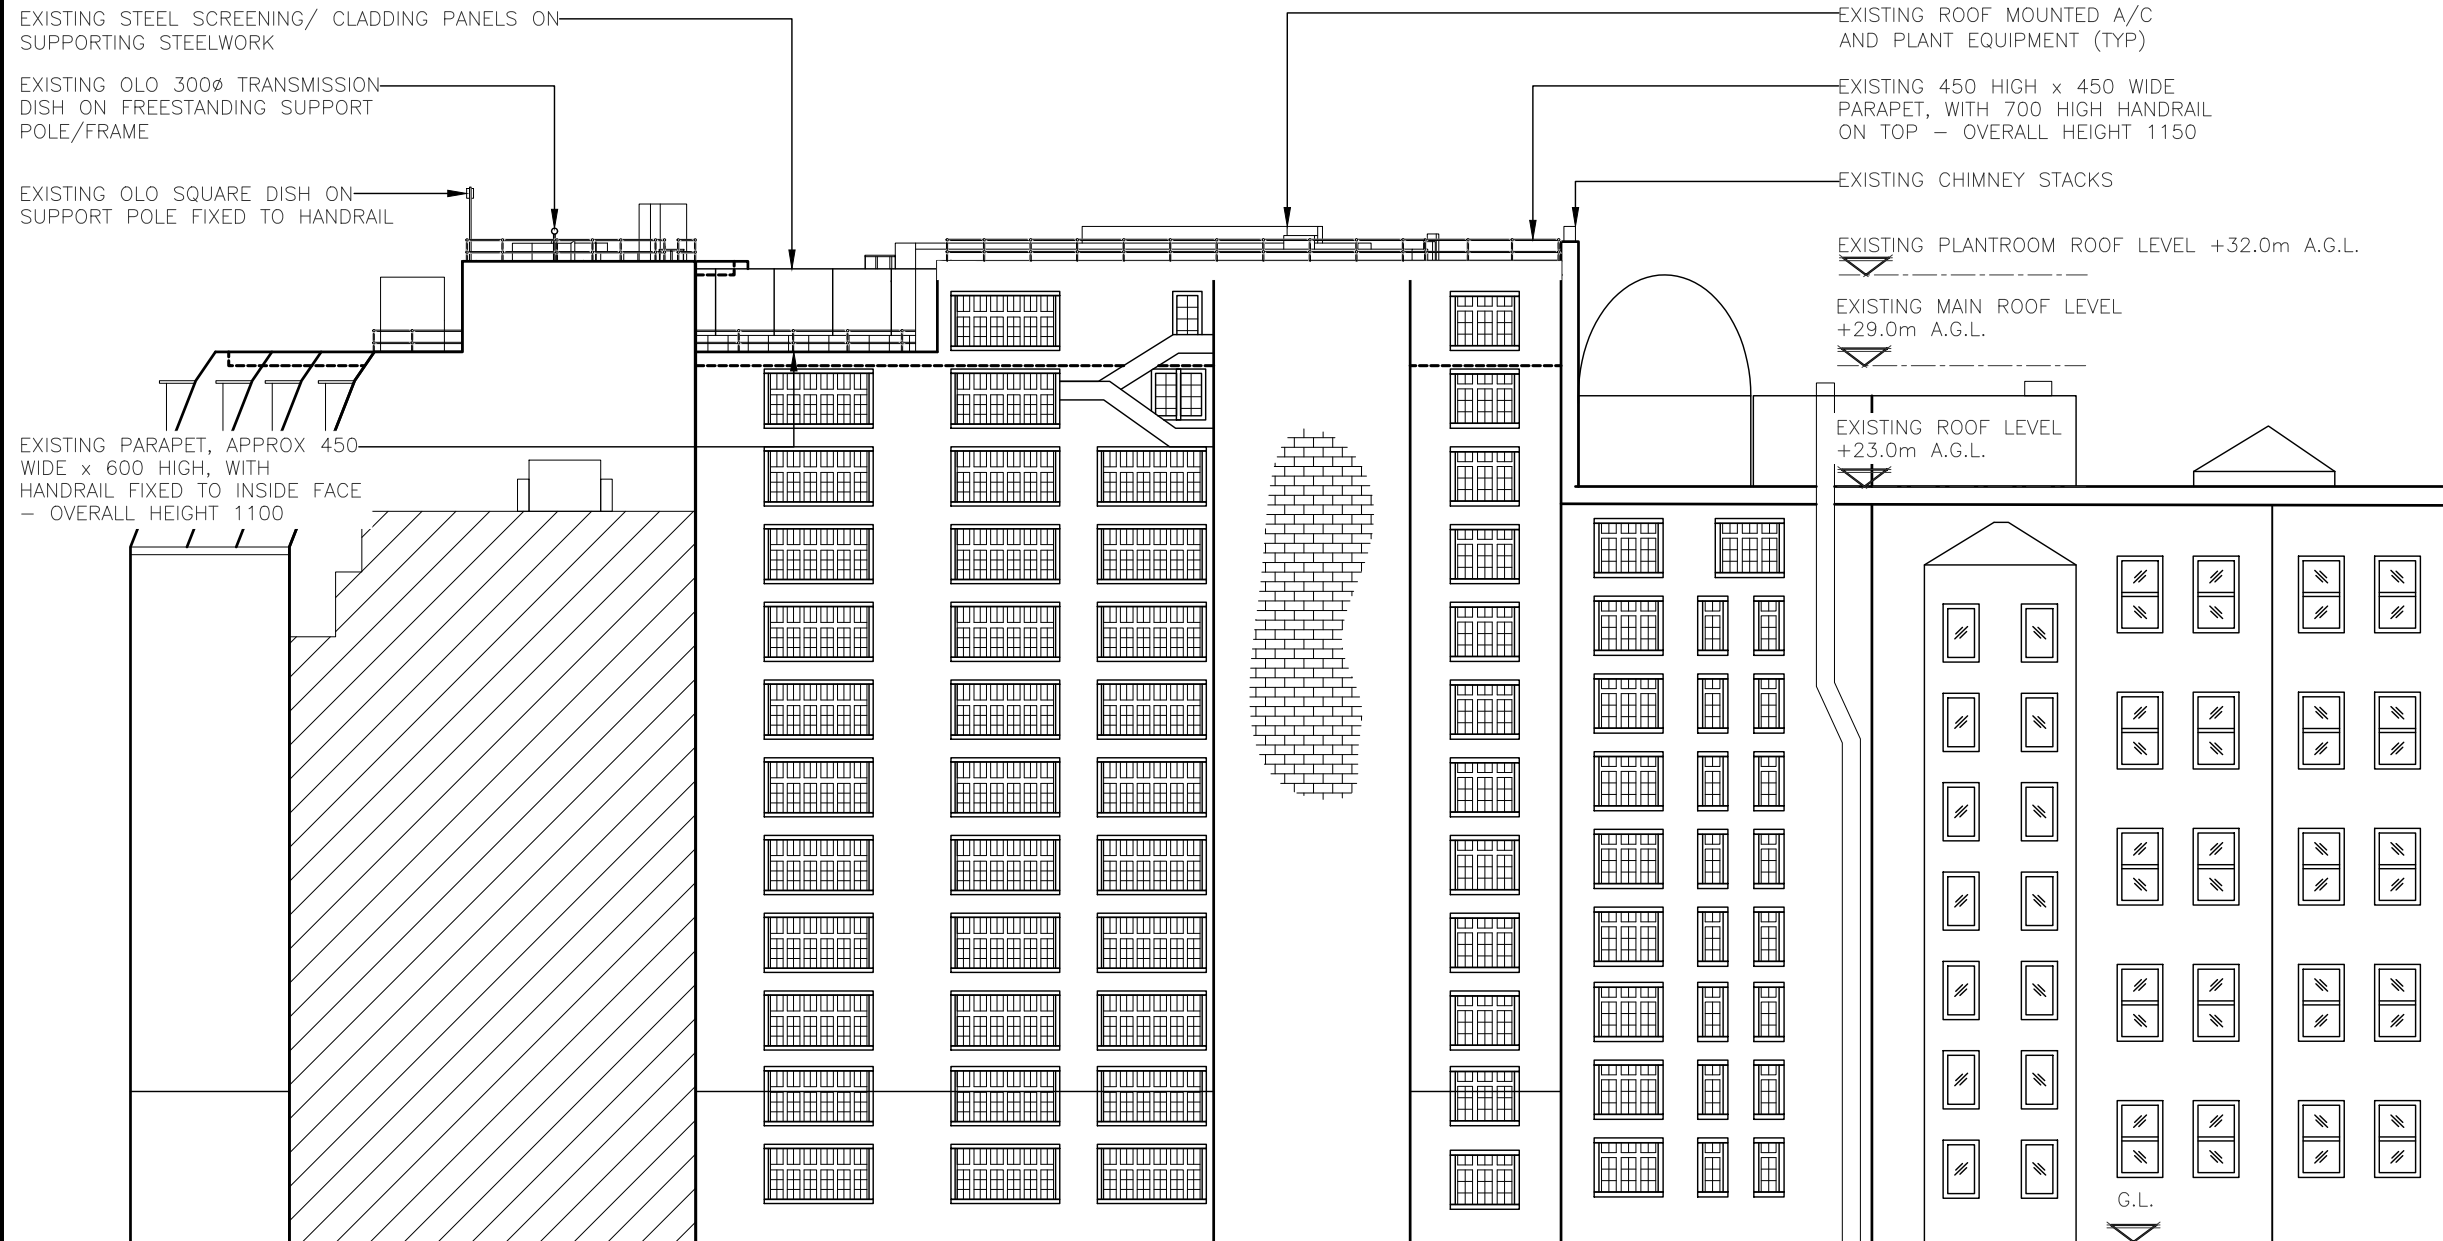 EXISTING STEEL SCREENING/ CLADDING PANELS ON
SUPPORTING STEELWORK
EXISTING OLO 300ø TRANSMISSION
DISH ON FREESTANDING SUPPORT
POLE/FRAME
EXISTING OLO SQUARE DISH ON
SUPPORT POLE FIXED TO HANDRAIL
EXISTING PARAPET, APPROX 450
WIDE x 600 HIGH, WITH
HANDRAIL FIXED TO INSIDE FACE
– OVERALL HEIGHT 1100
EXISTING ROOF MOUNTED A/C
AND PLANT EQUIPMENT (TYP)
EXISTING 450 HIGH x 450 WIDE
PARAPET, WITH 700 HIGH HANDRAIL
ON TOP – OVERALL HEIGHT 1150
EXISTING CHIMNEY STACKS
EXISTING PLANTROOM ROOF LEVEL +32.0m A.G.L.
EXISTING MAIN ROOF LEVEL
+29.0m A.G.L.
EXISTING ROOF LEVEL
+23.0m A.G.L.
G.L.